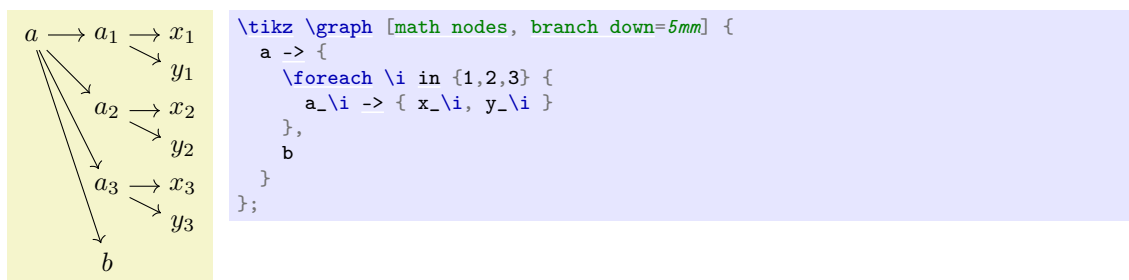 a a₁ x₁
y₁
a₂ x₂
y₂
a₃ x₃
y₃
b
\tikz \graph [math nodes, branch down=5mm] {
  a -> {
    \foreach \i in {1,2,3} {
      a_\i -> { x_\i, y_\i }
    },
    b
  }
};